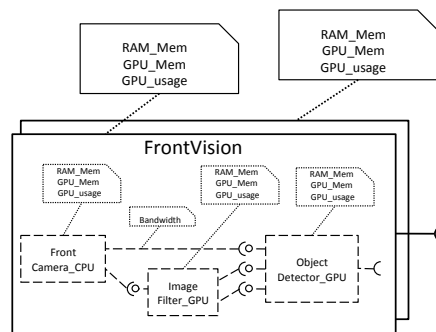 RAM_Mem
GPU_Mem
GPU_usage
RAM_Mem
GPU_Mem
GPU_usage
FrontVision
RAM_Mem
GPU_Mem
GPU_usage
RAM_Mem
GPU_Mem
GPU_usage
RAM_Mem
GPU_Mem
GPU_usage
Bandwidth
Front
Camera_CPU
Image
Filter_GPU
Object
Detector_GPU